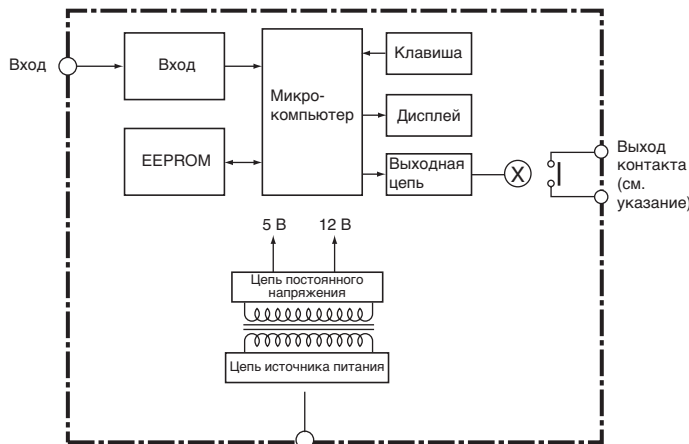 Вход
Вход
Микро-
компьютер
Клавиша
Дисплей
EEPROM
Выходная
цепь
X
Выход
контакта
(см.
указание)
5 В
12 В
Цепь постоянного
напряжения
Цепь источника питания